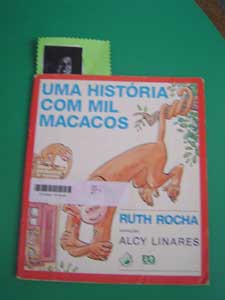 UMA HISTÓRIA
COM MIL
MACACOS
RUTH ROCHA
ALCY LINARES